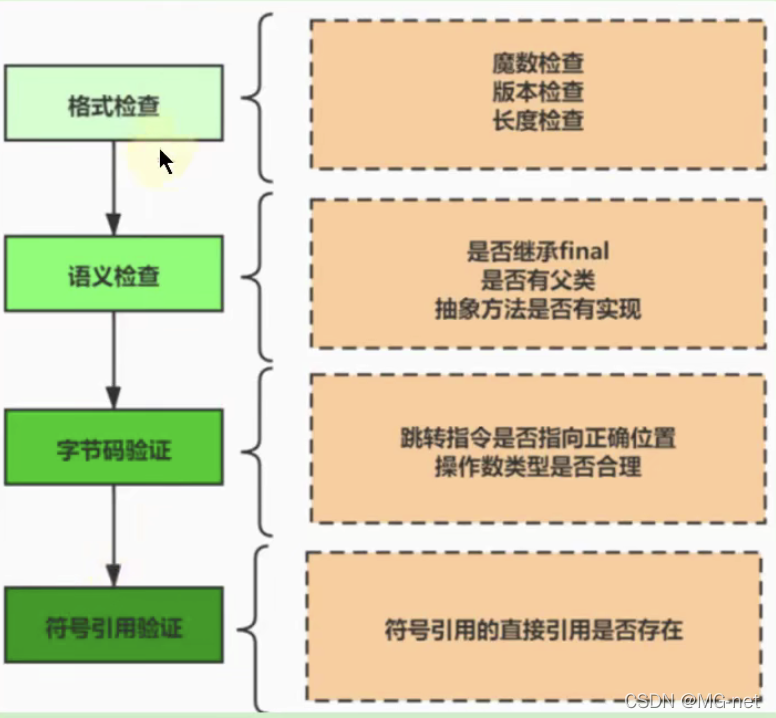 格式检查
魔数检查
版本检查
长度检查
语义检查
是否继承final
是否有父类
抽象方法是否有实现
字节码验证
跳转指令是否指向正确位置
操作数类型是否合理
符号引用验证
符号引用的直接引用是否存在
CSDN @MG-net